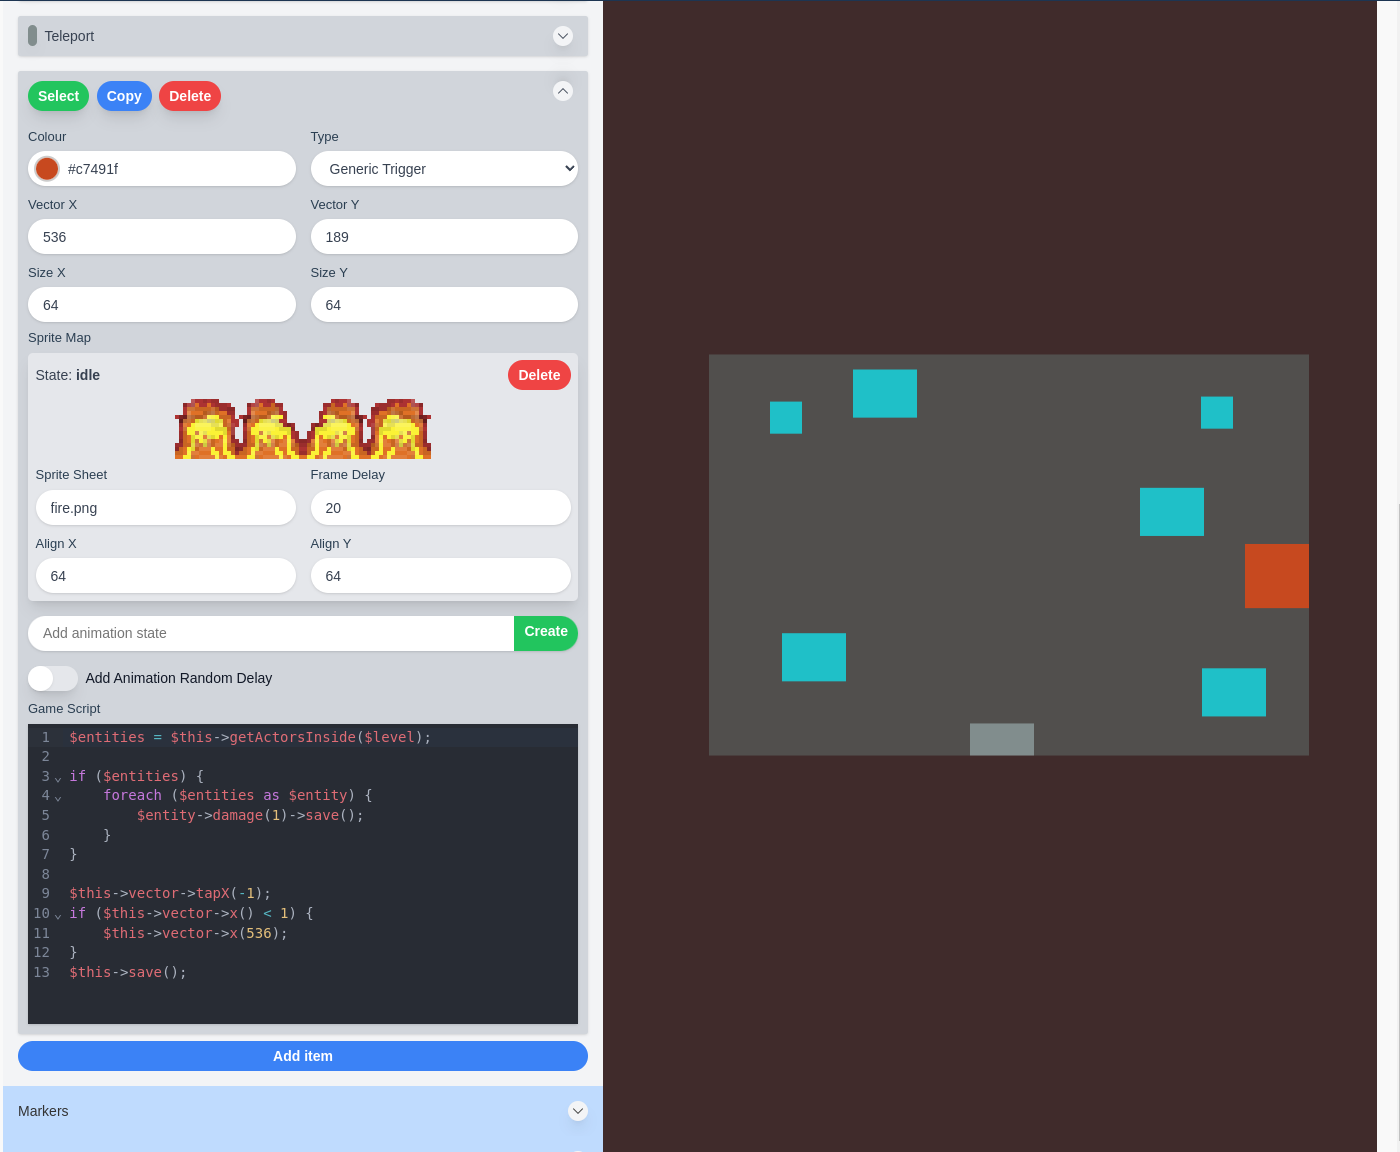 Teleport
Select Copy Delete
Colour Type
#c7491f Generic Trigger
Vector X Vector Y
536 189
Size X Size Y
64 64
Sprite Map
State: idle Delete
Sprite Sheet Frame Delay
fire.png 20
Align X Align Y
64 64
Add animation state Create
Add Animation Random Delay
Game Script
1 $entities = $this->getActorsInside($level);
2
3 if ($entities) {
4 foreach ($entities as $entity) {
5 $entity->damage(1)->save();
6 }
7 }
8
9 $this->vector->tapX(-1);
10 if ($this->vector->x() < 1) {
11 $this->vector->x(536);
12 }
13 $this->save();
Add item
Markers